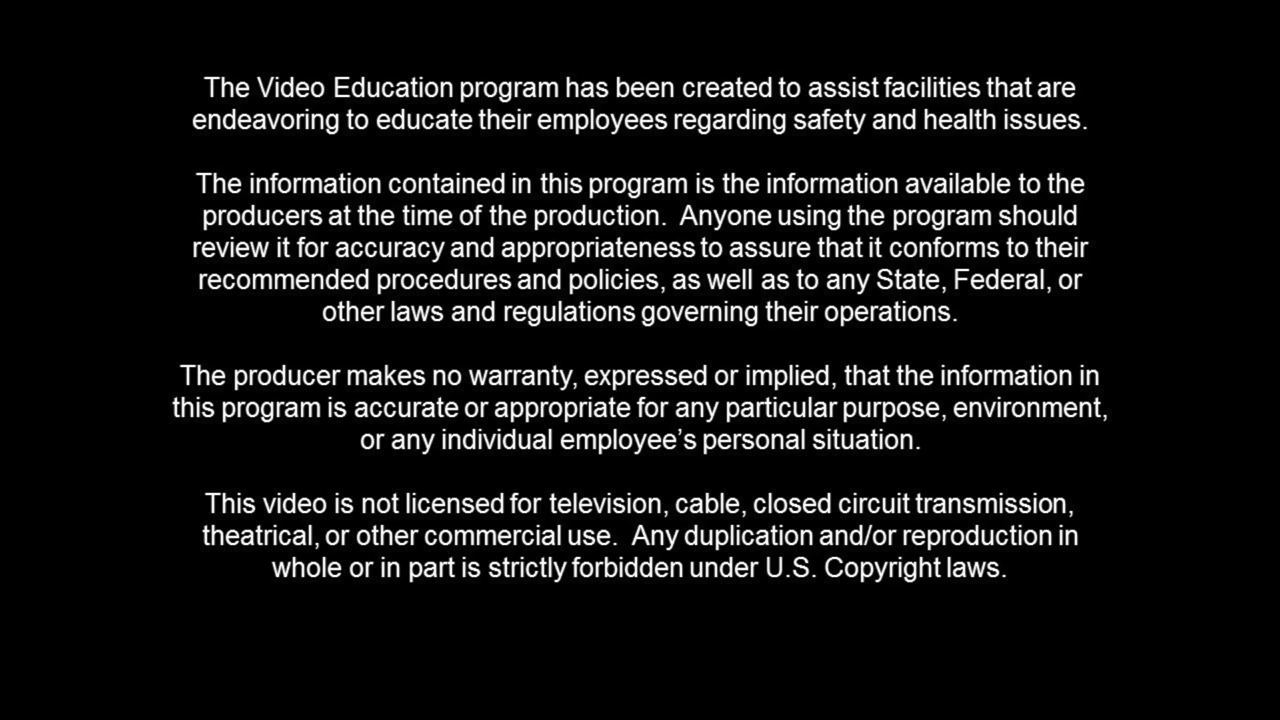 The Video Education program has been created to assist facilities that are
endeavoring to educate their employees regarding safety and health issues.
The information contained in this program is the information available to the
producers at the time of the production.  Anyone using the program should
review it for accuracy and appropriateness to assure that it conforms to their
recommended procedures and policies, as well as to any State, Federal, or
other laws and regulations governing their operations.
The producer makes no warranty, expressed or implied, that the information in
this program is accurate or appropriate for any particular purpose, environment,
or any individual employee’s personal situation.
This video is not licensed for television, cable, closed circuit transmission,
theatrical, or other commercial use.  Any duplication and/or reproduction in
whole or in part is strictly forbidden under U.S. Copyright laws.